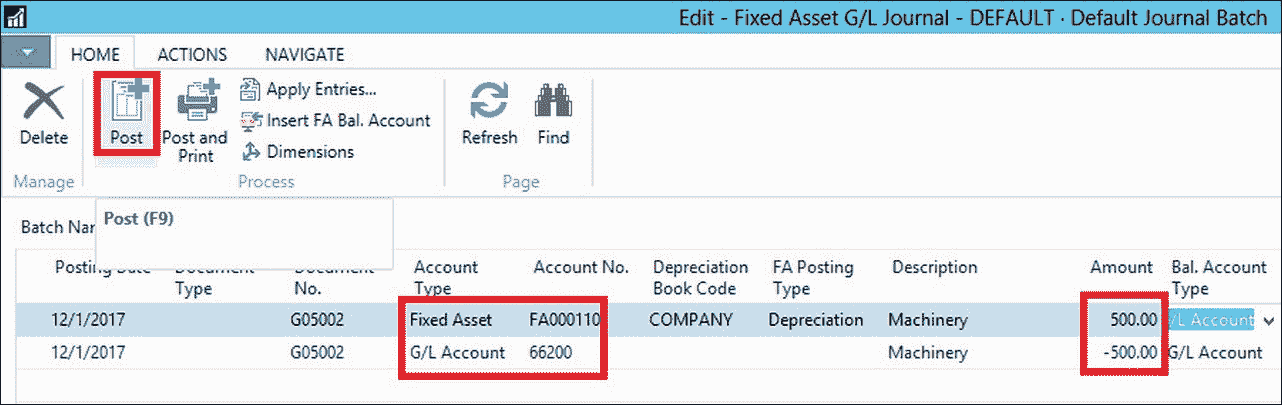 Edit - Fixed Asset G/L Journal - DEFAULT · Default Journal Batch
HOME ACTIONS NAVIGATE
Delete
Post
Post and
Print
Apply Entries...
Insert FA Bal. Account
Dimensions
Refresh
Find
Manage Process Page
Post (F9)
Batch
Posting Date Document Type Document No. Account Type Account No. Depreciation Book Code FA Posting Type Description Amount Bal. Account Type
12/1/2017 G05002 Fixed Asset FA000110 COMPANY Depreciation Machinery 500.00 /L Account
12/1/2017 G05002 G/L Account 66200 Machinery -500.00 G/L Account